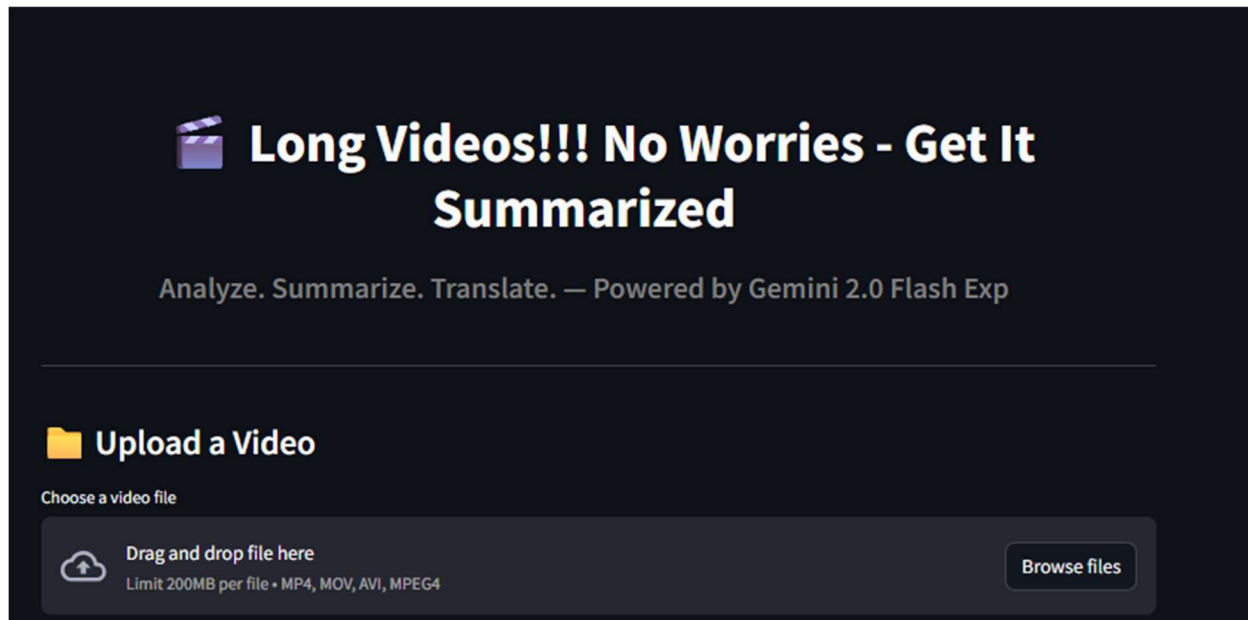 Long Videos!!! No Worries - Get It
Summarized
Analyze. Summarize. Translate. — Powered by Gemini 2.0 Flash Exp
Upload a Video
Choose a video file
Drag and drop file here
Limit 200MB per file • MP4, MOV, AVI, MPEG4
Browse files